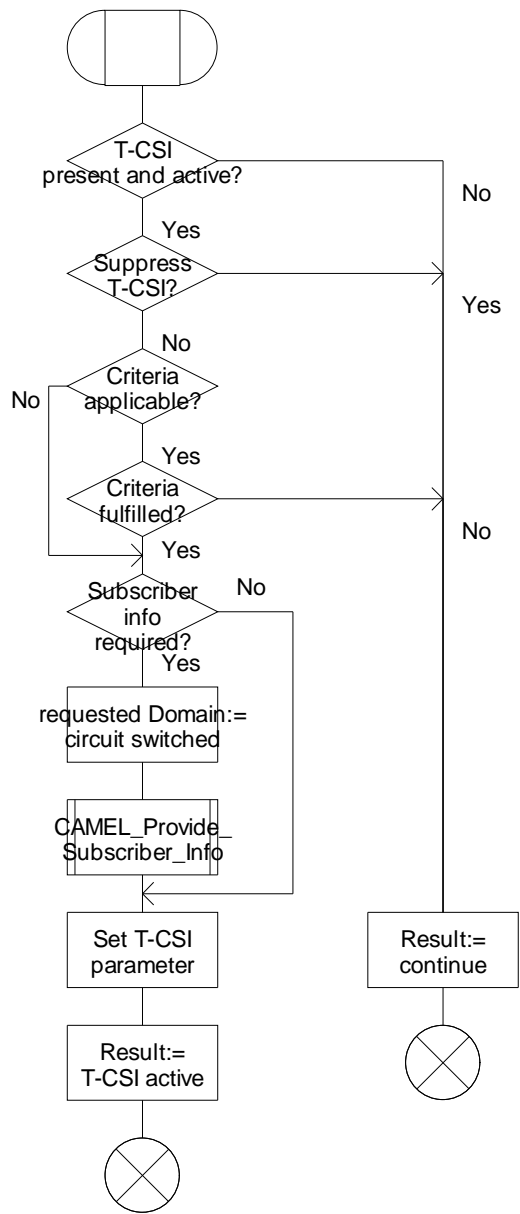 T-CSI
present and active?
No
Yes
Suppress
T-CSI?
Yes
No
Criteria
applicable?
No
Yes
Criteria
fulfilled?
No
Yes
Subscriber
info
required?
No
Yes
requested Domain:=
circuit switched
CAMEL_Provide_
Subscriber_Info
Set T-CSI
parameter
Result:=
continue
Result:=
T-CSI active